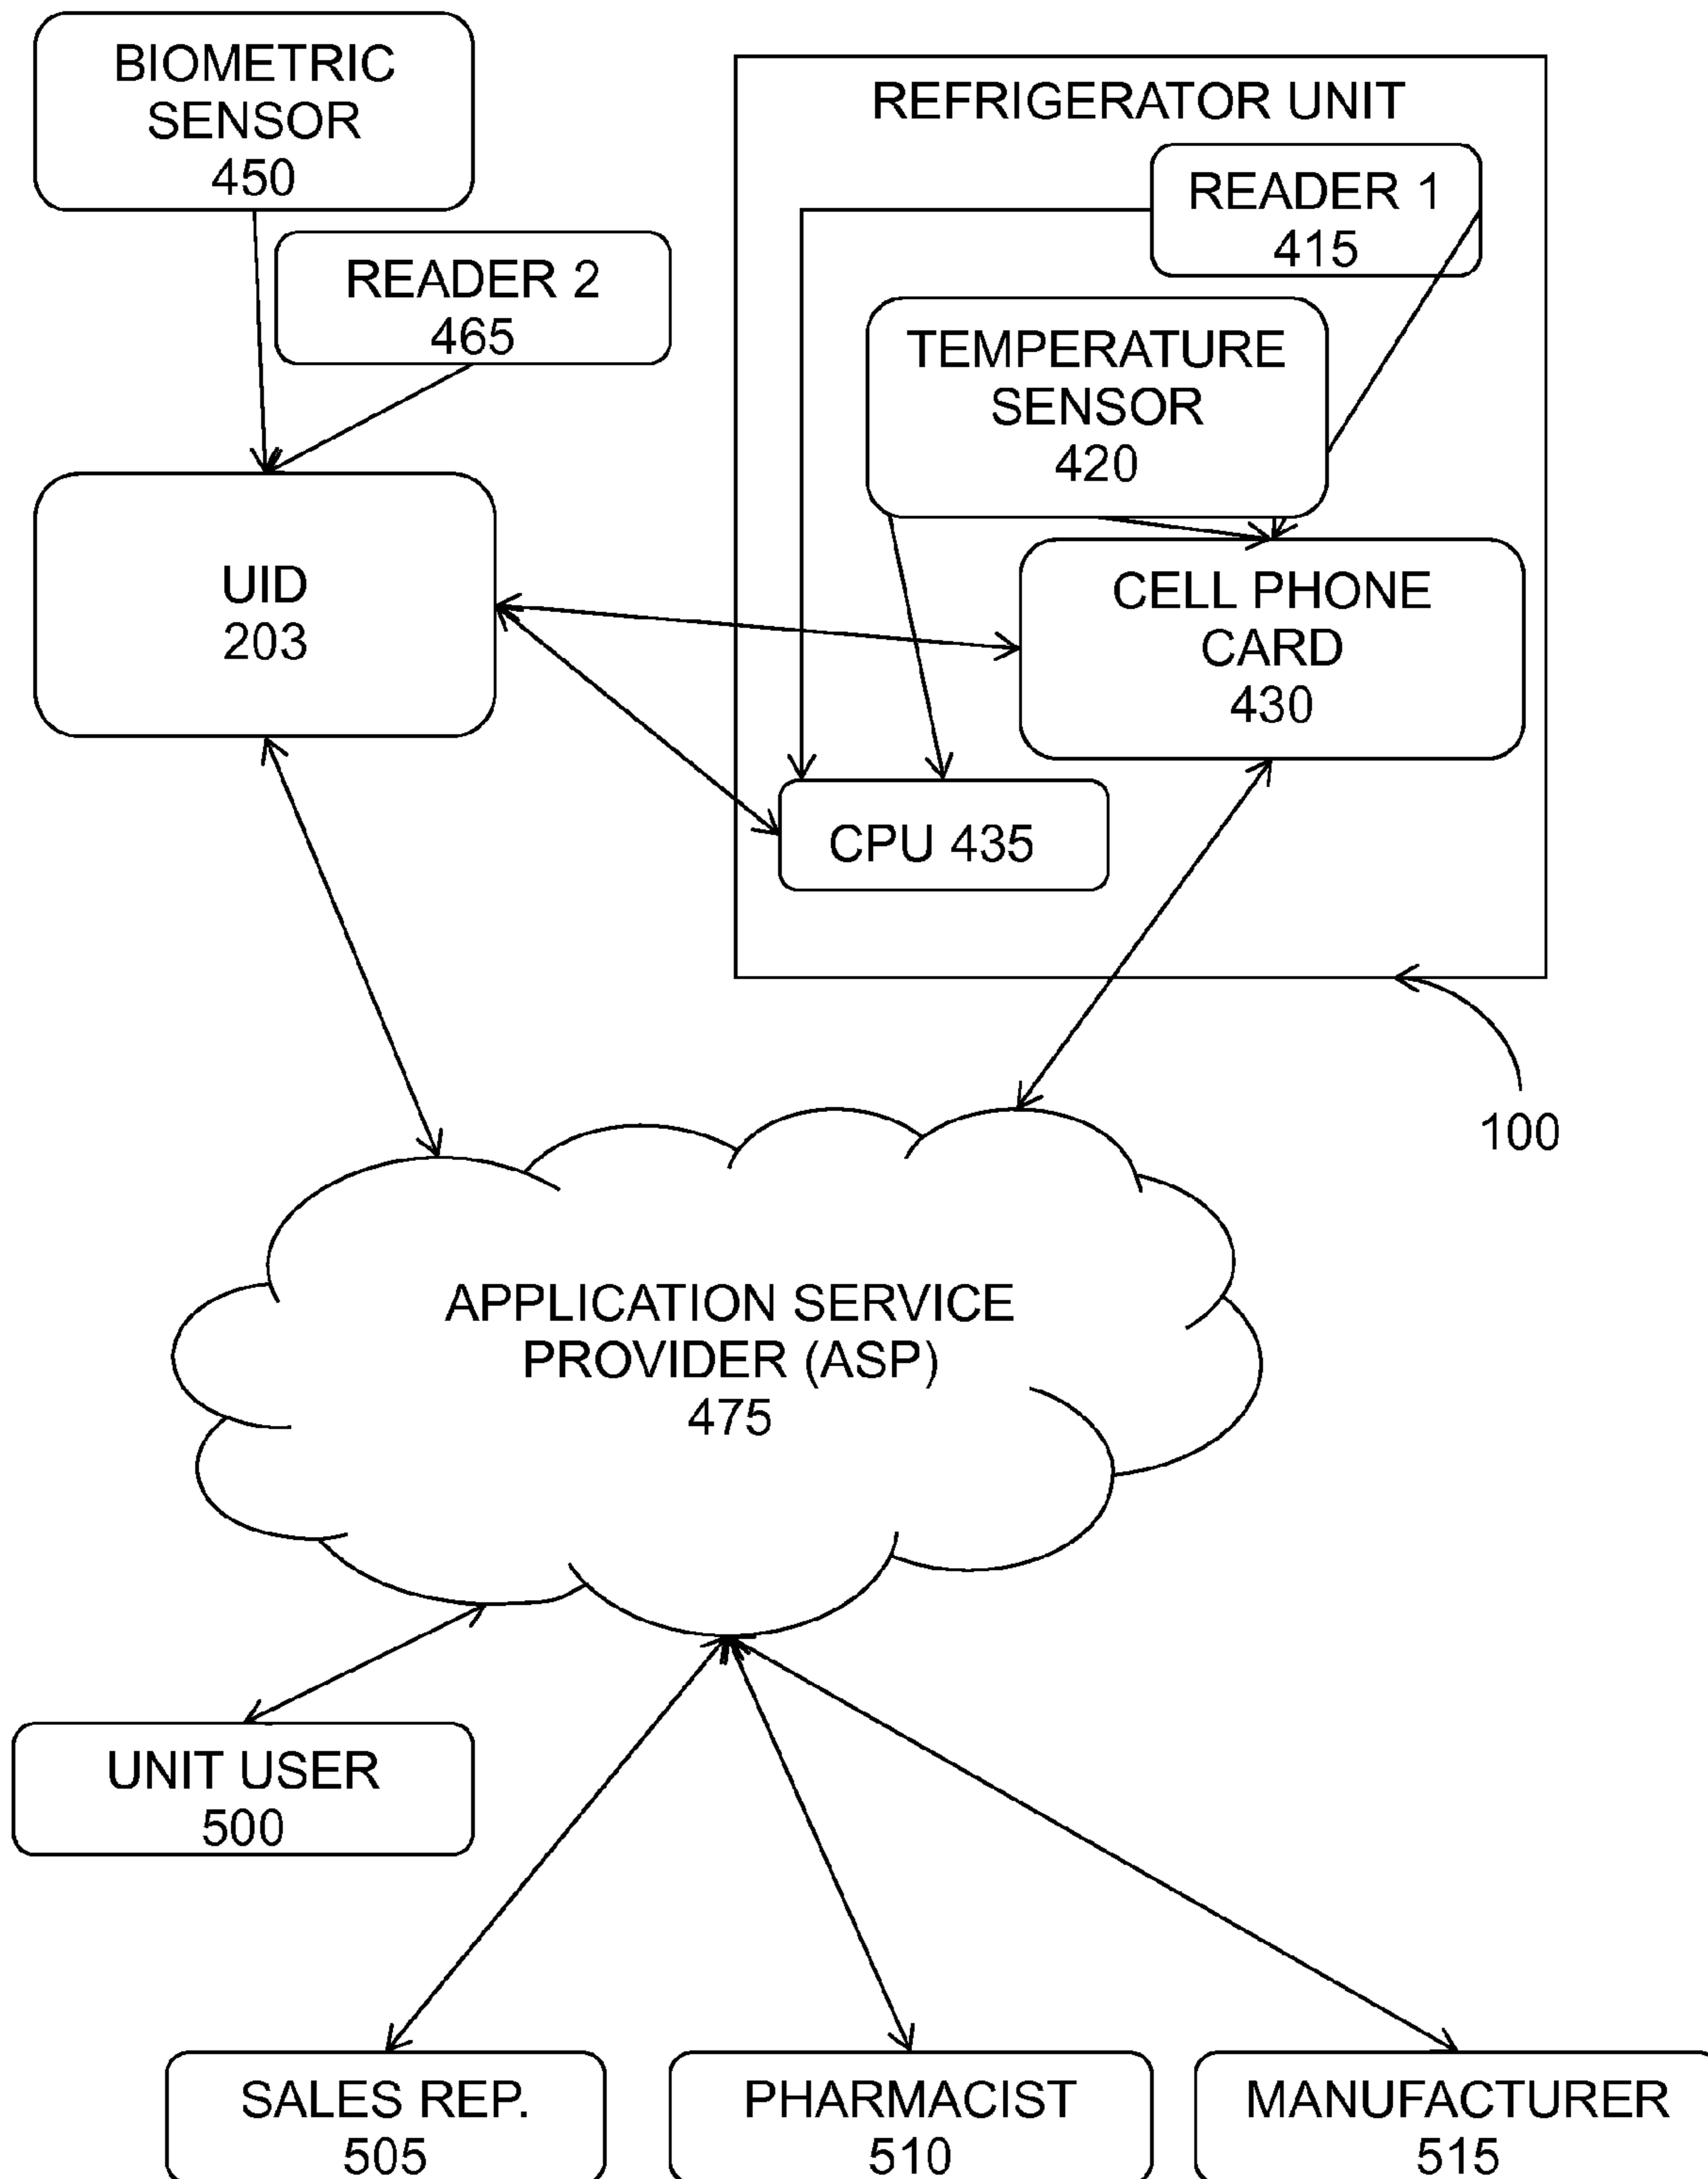 BIOMETRIC
SENSOR
450
READER 2
465
REFRIGERATOR UNIT
READER 1
415
TEMPERATURE
SENSOR
420
UID
203
CELL PHONE
CARD
430
CPU 435
100
APPLICATION SERVICE
PROVIDER (ASP)
475
UNIT USER
500
SALES REP.
505
PHARMACIST
510
MANUFACTURER
515